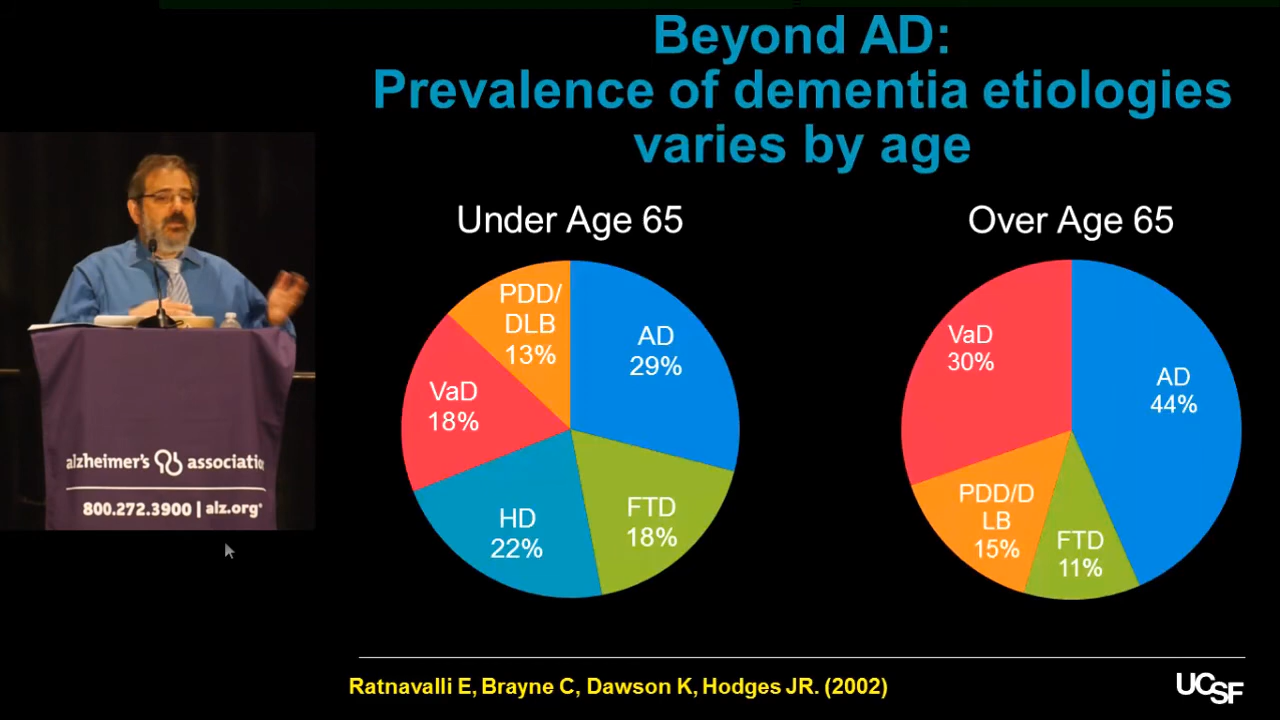 Beyond AD:
Prevalence of dementia etiologies
varies by age
Under Age 65
Over Age 65
PDD/
DLB
13%
AD
29%
VaD
18%
HD
22%
FTD
18%
VaD
30%
AD
44%
PDD/D
LB
15%
FTD
11%
alzheimer's associatio
800.272.3900 | alz.org®
Ratnavalli E, Brayne C, Dawson K, Hodges JR. (2002)
UCSF